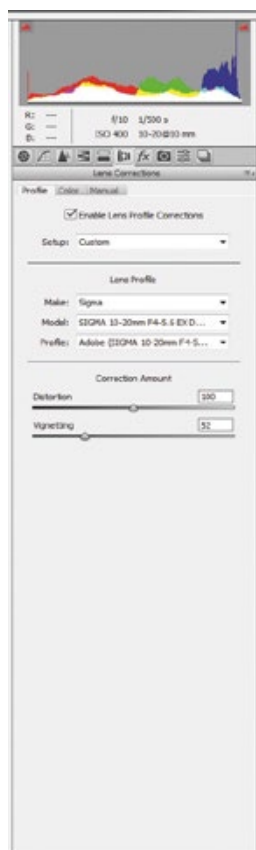 R: ---
G: ---
B: ---
f/10 1/500 s
ISO 400 10-20@10 mm
fx
Lens Corrections
Profile Color Manual
Enable Lens Profile Corrections
Setup: Custom
Lens Profile
Make: Sigma
Model: SIGMA 10-20mm F4-5.6 EX D...
Profile: Adobe (SIGMA 10-20mm F4-5...
Correction Amount
Distortion 100
Vignetting 52